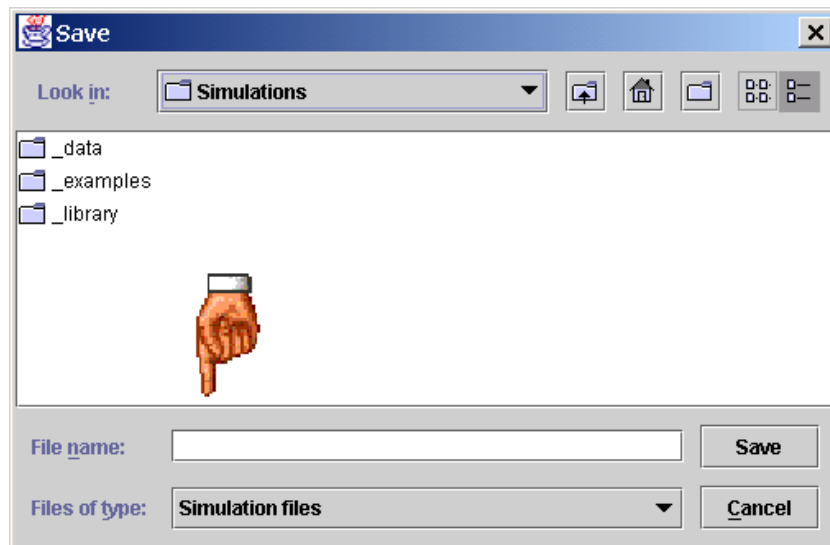 Save
Look in: Simulations
_data
_examples
_library
File name: Save
Files of type: Simulation files Cancel